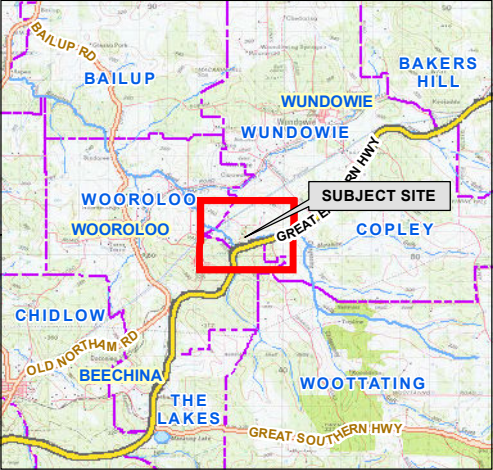 BAILUP RD
BAILUP
BAKERS
HILL
WUNDOWIE
WUNDOWIE
GREAT EASTERN HWY
SUBJECT SITE
WOOROLOO
WOOROLOO
COPLEY
CHIDLOW
OLD NORTHAM RD
BEECHINA
THE
LAKES
WOOTTATING
GREAT SOUTHERN HWY